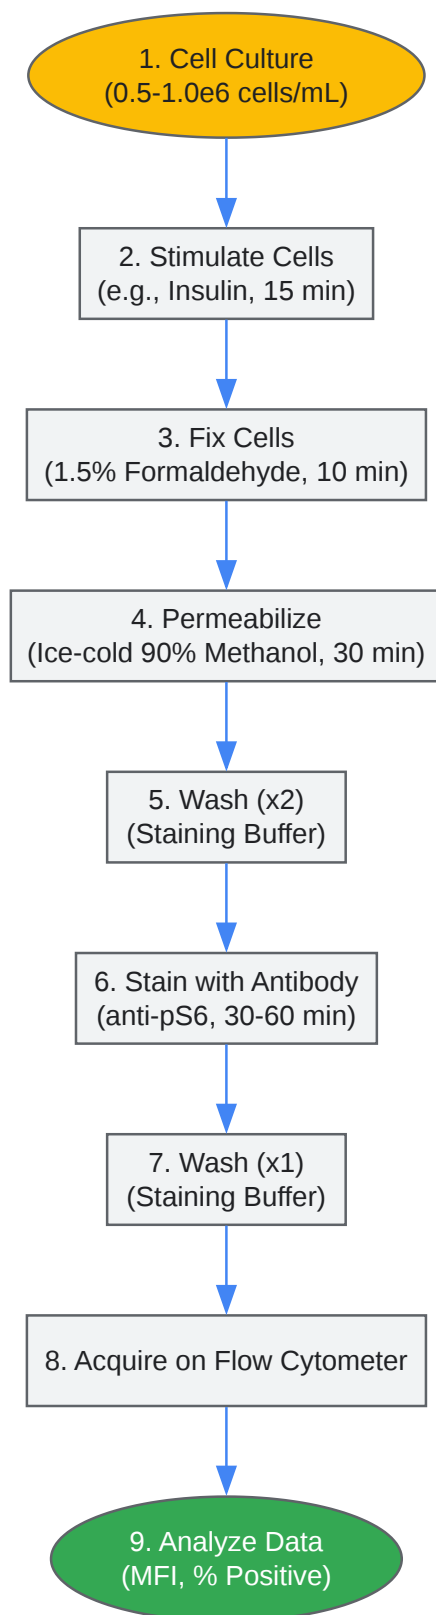 1. Cell Culture
(0.5-1.0e6 cells/mL)
2. Stimulate Cells
(e.g., Insulin, 15 min)
3. Fix Cells
(1.5% Formaldehyde, 10 min)
4. Permeabilize
(Ice-cold 90% Methanol, 30 min)
5. Wash (x2)
(Staining Buffer)
6. Stain with Antibody
(anti-pS6, 30-60 min)
7. Wash (x1)
(Staining Buffer)
8. Acquire on Flow Cytometer
9. Analyze Data
(MFI, % Positive)